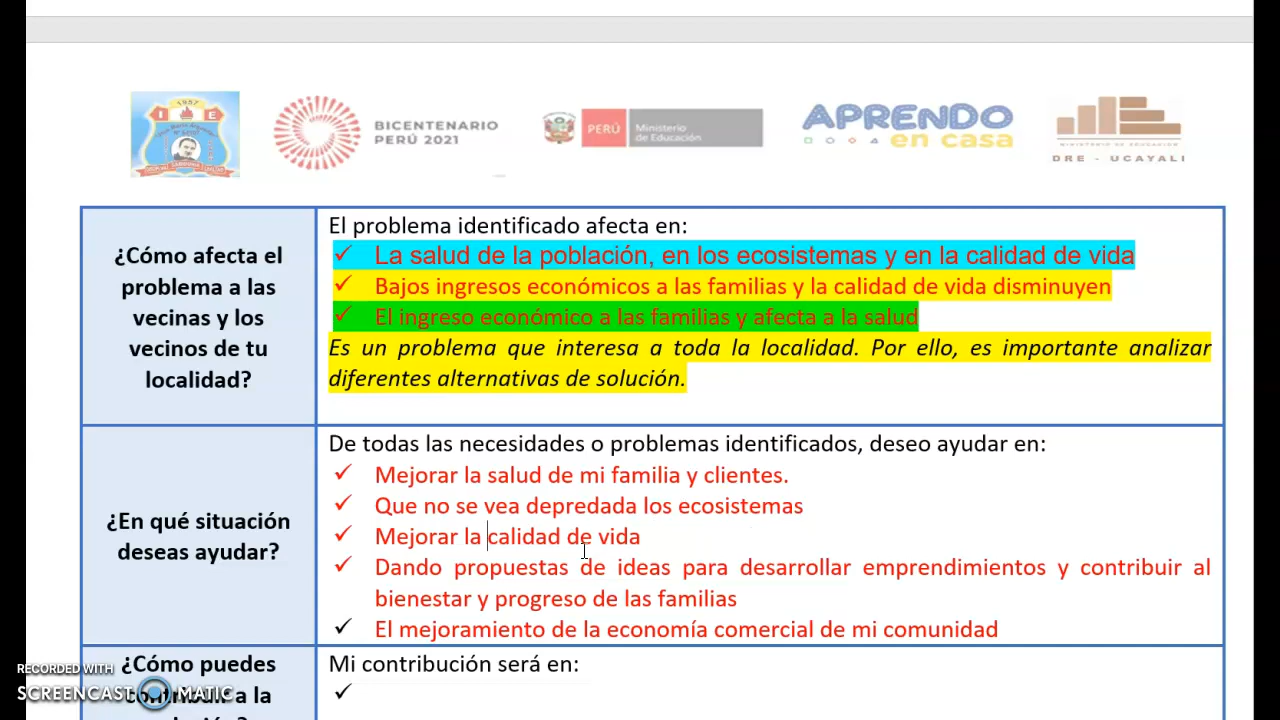 1957
I E
BICENTENARIO
PERÚ 2021
PERÚ
Ministerio
de Educación
APRENDO
en casa
MINISTERIO DE EDUCACIÓN
DRE - UCAYALI
¿Cómo afecta el
problema a las
vecinas y los
vecinos de tu
localidad?
El problema identificado afecta en:
✓ La salud de la población, en los ecosistemas y en la calidad de vida
✓ Bajos ingresos económicos a las familias y la calidad de vida disminuyen
✓ El ingreso económico a las familias y afecta a la salud
Es un problema que interesa a toda la localidad. Por ello, es importante analizar
diferentes alternativas de solución.
¿En qué situación
deseas ayudar?
De todas las necesidades o problemas identificados, deseo ayudar en:
✓ Mejorar la salud de mi familia y clientes.
✓ Que no se vea depredada los ecosistemas
✓ Mejorar la calidad de vida
✓ Dando propuestas de ideas para desarrollar emprendimientos y contribuir al
bienestar y progreso de las familias
✓ El mejoramiento de la economía comercial de mi comunidad
¿Cómo puedes
contribuir a la
Mi contribución será en:
✓
RECORDED WITH
SCREENCAST MATIC